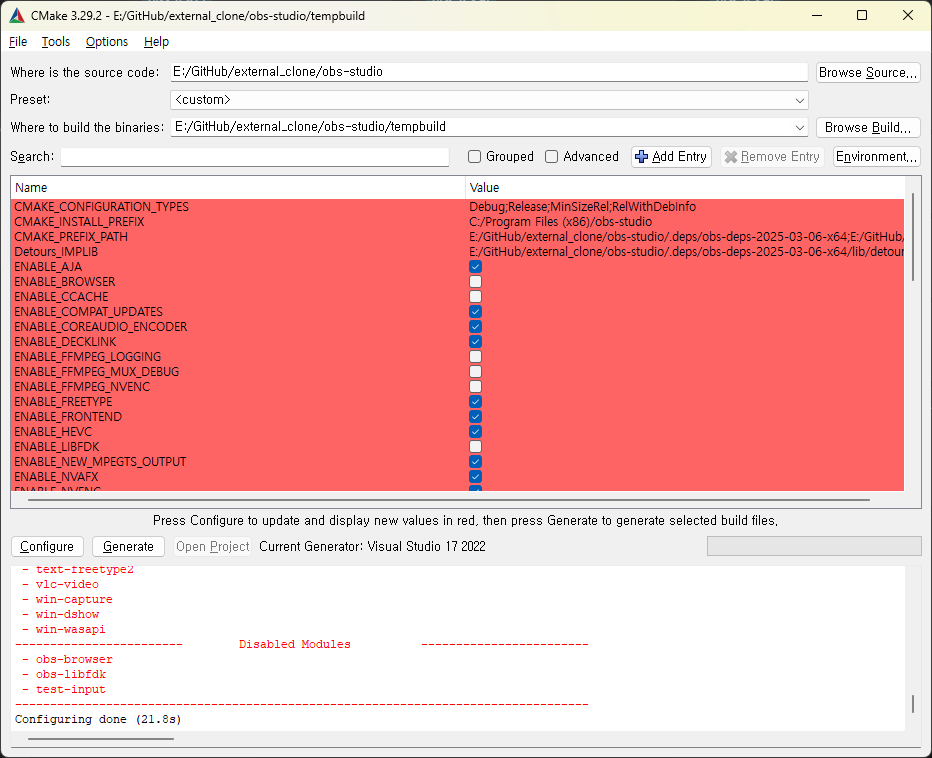 CMake 3.29.2 - E:/GitHub/external_clone/obs-studio/tempbuild
File Tools Options Help
Where is the source code: E:/GitHub/external_clone/obs-studio Browse Source...
Preset: <custom>
Where to build the binaries: E:/GitHub/external_clone/obs-studio/tempbuild Browse Build...
Search: Grouped Advanced Add Entry Remove Entry Environment...
Name Value
CMAKE_CONFIGURATION_TYPES Debug;Release;MinSizeRel;RelWithDebInfo
CMAKE_INSTALL_PREFIX C:/Program Files (x86)/obs-studio
CMAKE_PREFIX_PATH E:/GitHub/external_clone/obs-studio/.deps/obs-deps-2025-03-06-x64;E:/GitHub/
Detours_IMPLIB E:/GitHub/external_clone/obs-studio/.deps/obs-deps-2025-03-06-x64/lib/detour
ENABLE_AJA
ENABLE_BROWSER
ENABLE_CCACHE
ENABLE_COMPAT_UPDATES
ENABLE_COREAUDIO_ENCODER
ENABLE_DECKLINK
ENABLE_FFMPEG_LOGGING
ENABLE_FFMPEG_MUX_DEBUG
ENABLE_FFMPEG_NVENC
ENABLE_FREETYPE
ENABLE_FRONTEND
ENABLE_HEVC
ENABLE_LIBFDK
ENABLE_NEW_MPEGTS_OUTPUT
ENABLE_NVAFX
ENABLE_NVENC
Press Configure to update and display new values in red, then press Generate to generate selected build files.
Configure Generate Open Project Current Generator: Visual Studio 17 2022
- text-freetype2
- vlc-video
- win-capture
- win-dshow
- win-wasapi
------------------------ Disabled Modules ------------------------
- obs-browser
- obs-libfdk
- test-input
----------------------------------------------------------------------------------
Configuring done (21.8s)